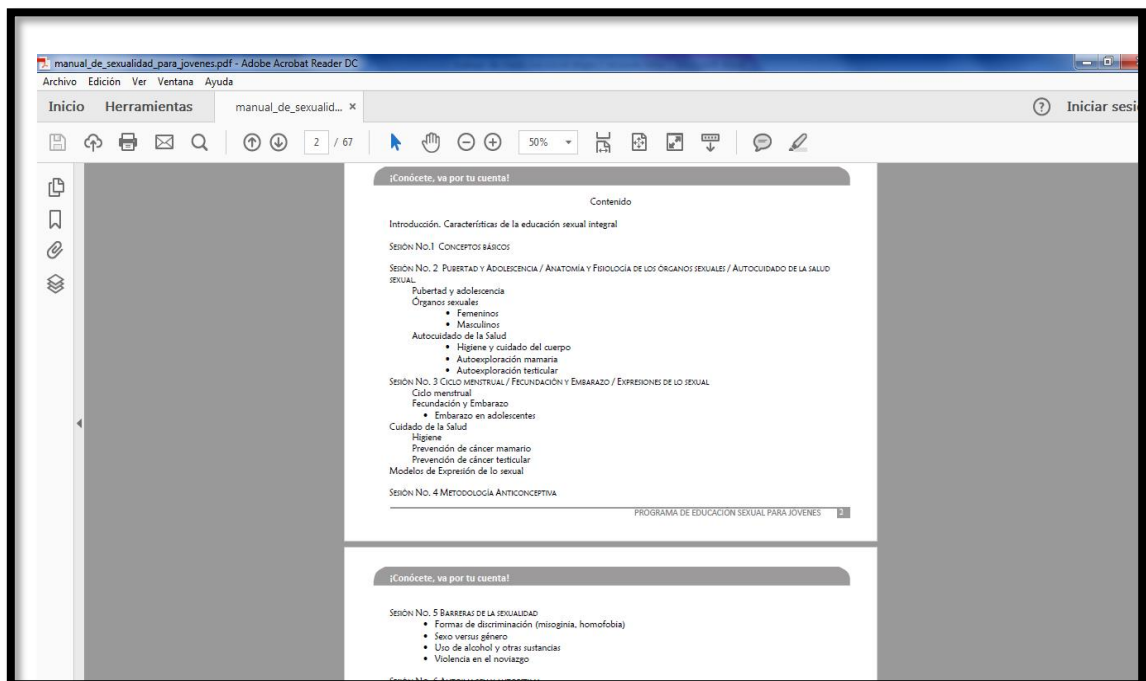 manual_de_sexualidad_para_jovenes.pdf - Adobe Acrobat Reader DC
Archivo Edición Ver Ventana Ayuda
Inicio Herramientas manual_de_sexualid... × ? Iniciar sesi
2 / 67 50%
¡Conócete, va por tu cuenta!
Contenido
Introducción. Características de la educación sexual integral
SESIÓN NO.1 CONCEPTOS BÁSICOS
SESIÓN NO. 2 PUBERTAD Y ADOLESCENCIA / ANATOMÍA Y FISIOLOGÍA DE LOS ÓRGANOS SEXUALES / AUTOCUIDADO DE LA SALUD
SEXUAL.
Pubertad y adolescencia
Órganos sexuales
• Femeninos
• Masculinos
Autocuidado de la Salud
• Higiene y cuidado del cuerpo
• Autoexploración mamaria
• Autoexploración testicular
SESIÓN NO. 3 CICLO MENSTRUAL / FECUNDACIÓN Y EMBARAZO / EXPRESIONES DE LO SEXUAL
Ciclo menstrual
Fecundación y Embarazo
• Embarazo en adolescentes
Cuidado de la Salud
Higiene
Prevención de cáncer mamario
Prevención de cáncer testicular
Modelos de Expresión de lo sexual
SESIÓN NO. 4 METODOLOGÍA ANTICONCEPTIVA
PROGRAMA DE EDUCACIÓN SEXUAL PARA JÓVENES
¡Conócete, va por tu cuenta!
SESIÓN NO. 5 BARRERAS DE LA SEXUALIDAD
• Formas de discriminación (misoginia, homofobia)
• Sexo versus género
• Uso de alcohol y otras sustancias
• Violencia en el noviazgo